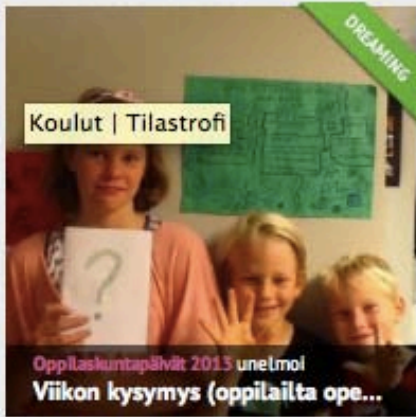 DREAMING
Koulut | Tilastrofi
?
Oppilaskuntapäivät 2013 unelmoi
Viikon kysymys (oppilailta ope...